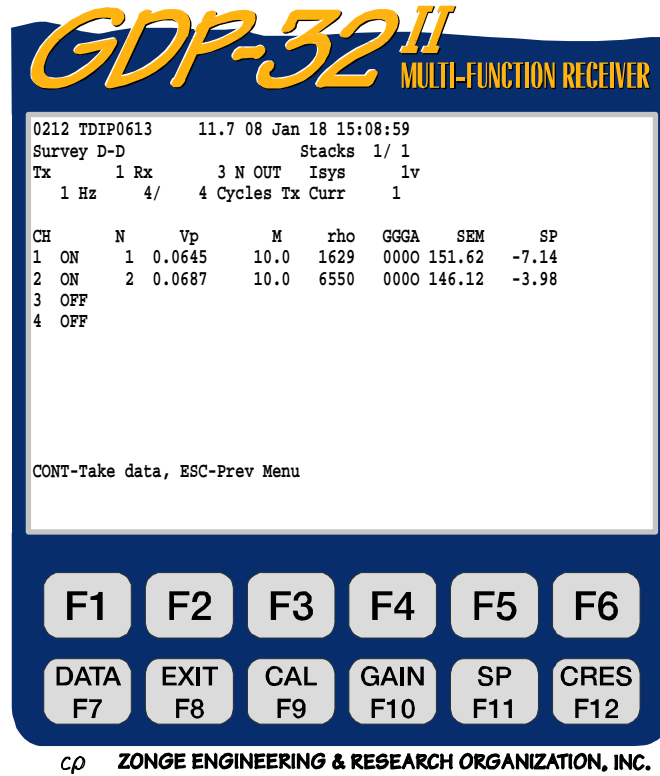 GDP-32 II
MULTI-FUNCTION RECEIVER
0212 TDIP0613 11.7 08 Jan 18 15:08:59
Survey D-D Stacks 1/ 1
Tx 1 Rx 3 N OUT Isys 1v
1 Hz 4/ 4 Cycles Tx Curr 1
CH N Vp M rho GGGA SEM SP
1 ON 1 0.0645 10.0 1629 0000 151.62 -7.14
2 ON 2 0.0687 10.0 6550 0000 146.12 -3.98
3 OFF
4 OFF
CONT-Take data, ESC-Prev Menu
F1 F2 F3 F4 F5 F6
DATA EXIT CAL GAIN SP CRES
F7 F8 F9 F10 F11 F12
cρ ZONGE ENGINEERING & RESEARCH ORGANIZATION, INC.